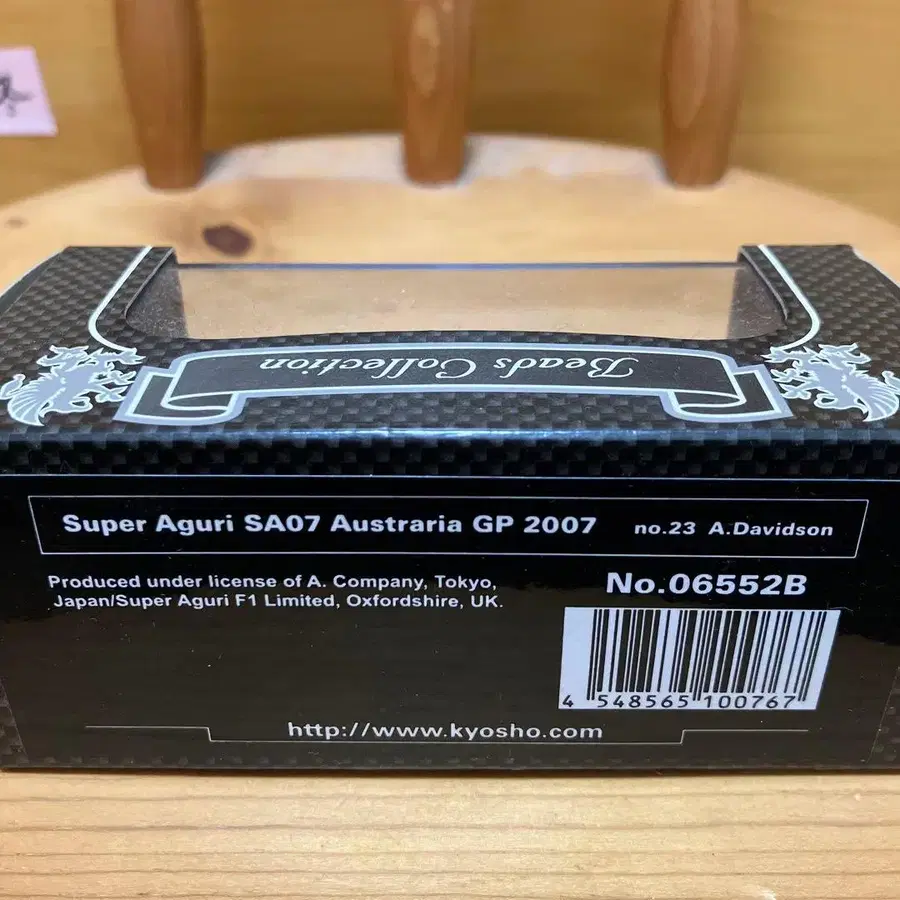 Beads Collection
Super Aguri SA07 Austraria GP 2007 no.23 A.Davidson
Produced under license of A. Company, Tokyo,
Japan/Super Aguri F1 Limited, Oxfordshire, UK.
No.06552B
4 548565 100767
http://www.kyosho.com